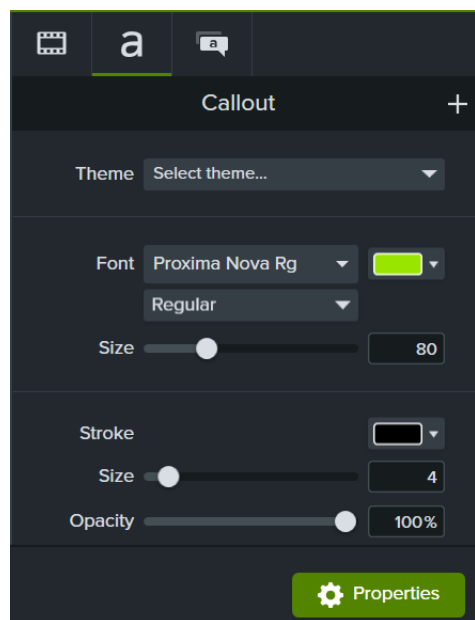 a
a
Callout
Theme Select theme...
Font Proxima Nova Rg
Regular
Size 80
Stroke
Size 4
Opacity 100%
Properties